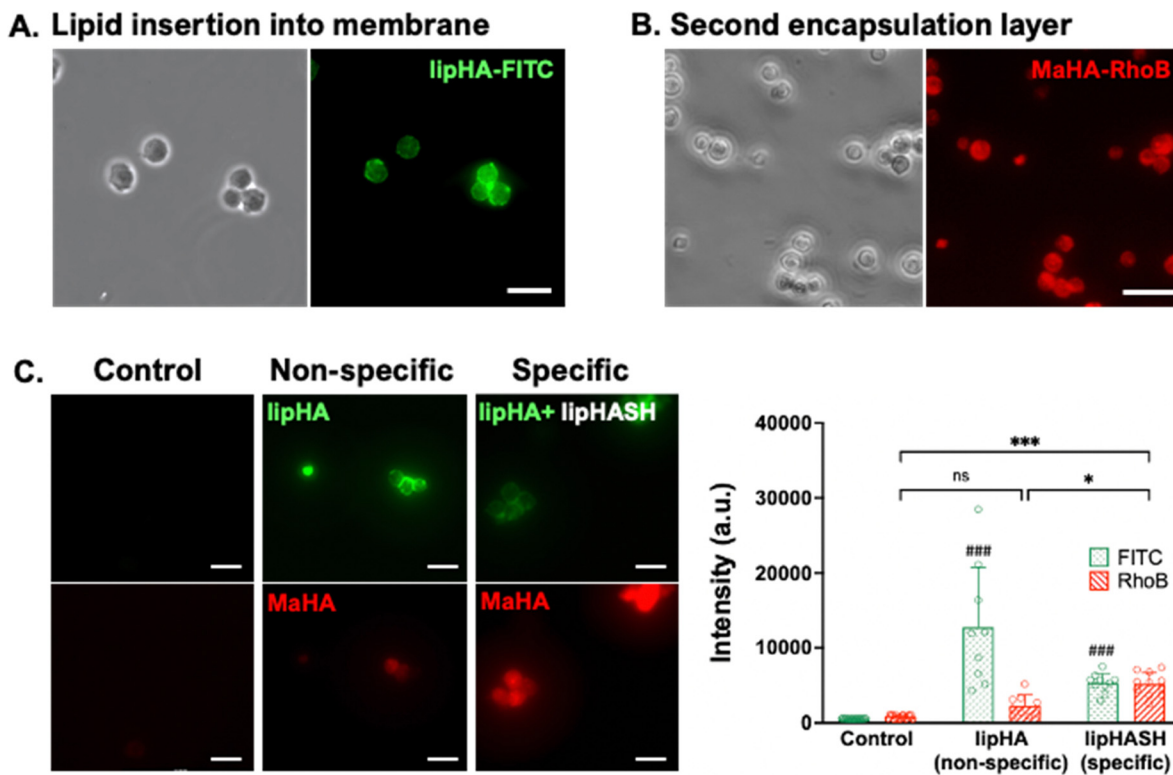 A. Lipid insertion into membrane
lipHA-FITC
B. Second encapsulation layer
MaHA-RhoB
C. Control Non-specific Specific
lipHA
lipHA+ lipHASH
MaHA
MaHA
Intensity (a.u.)
40000
30000
20000
10000
0
***
ns
*
###
###
FITC
RhoB
Control
lipHA
(non-specific)
lipHASH
(specific)